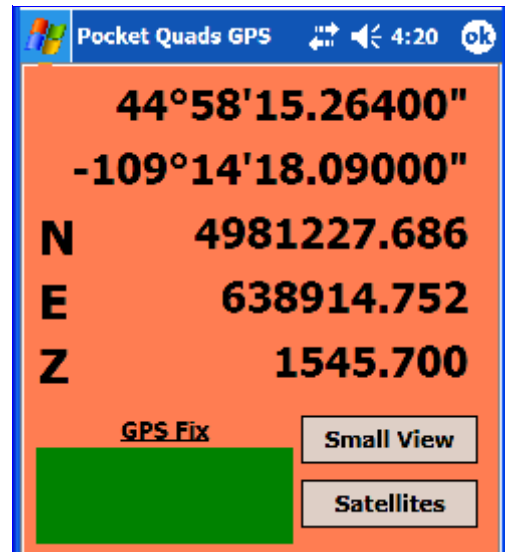 Pocket Quads GPS 4:20 ok
44°58'15.26400"
-109°14'18.09000"
N 4981227.686
E 638914.752
Z 1545.700
GPS Fix
Small View
Satellites